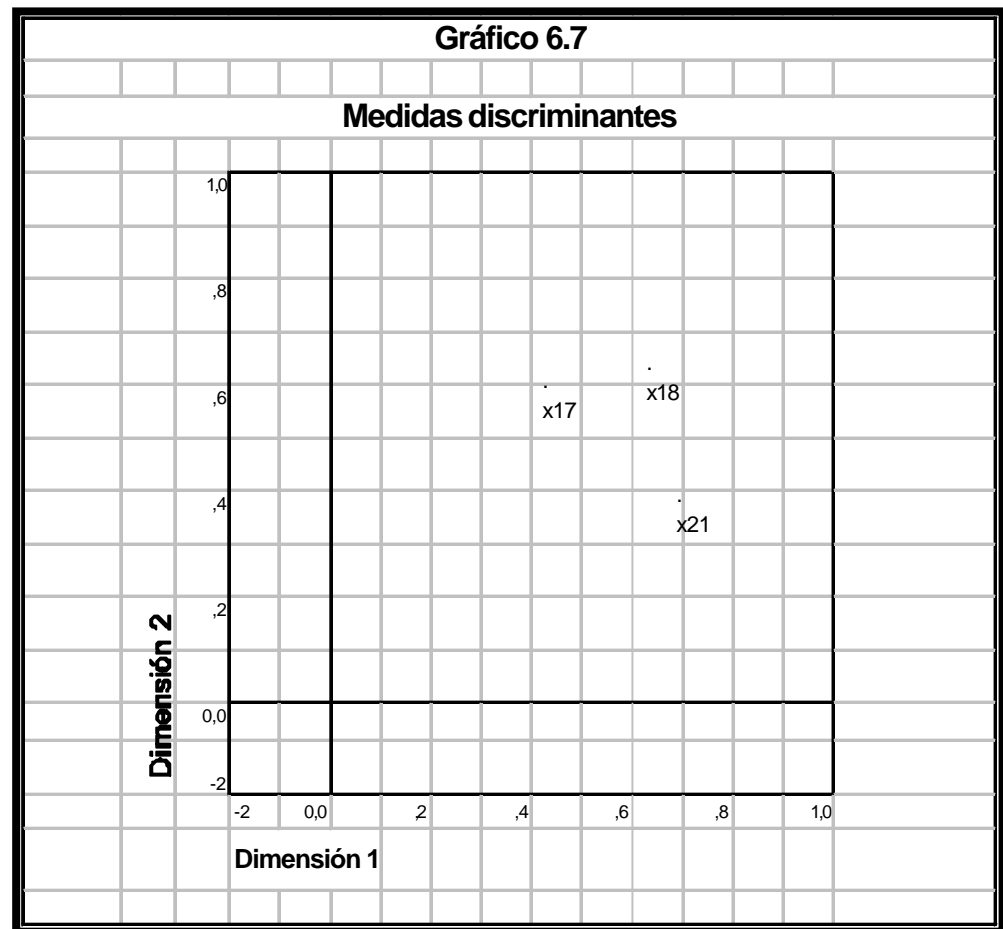 Gráfico 6.7
Medidas discriminantes
1,0
,8
,6
,4
,2
0,0
-2
Dimensión 2
x17
x18
x21
-2 0,0 ,2 ,4 ,6 ,8 1,0
Dimensión 1